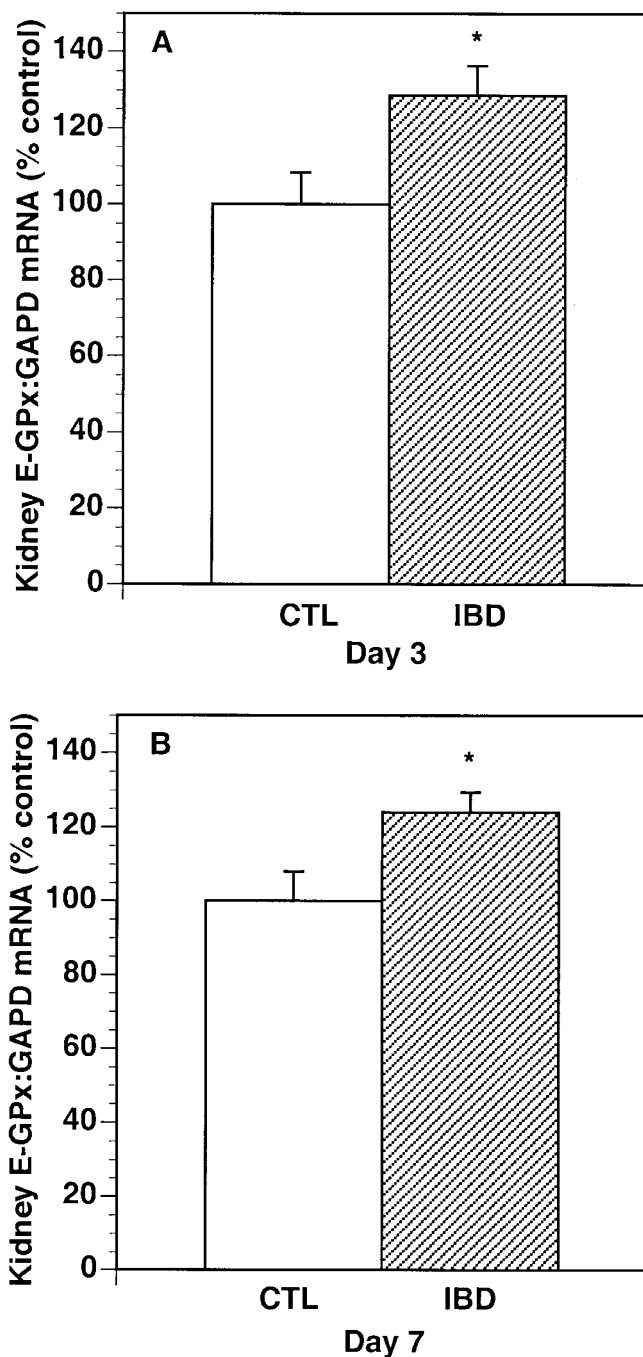 A
*
Kidney E-GPx:GAPD mRNA (% control)
140
120
100
80
60
40
20
0
CTL IBD
Day 3
B
*
Kidney E-GPx:GAPD mRNA (% control)
140
120
100
80
60
40
20
0
CTL IBD
Day 7